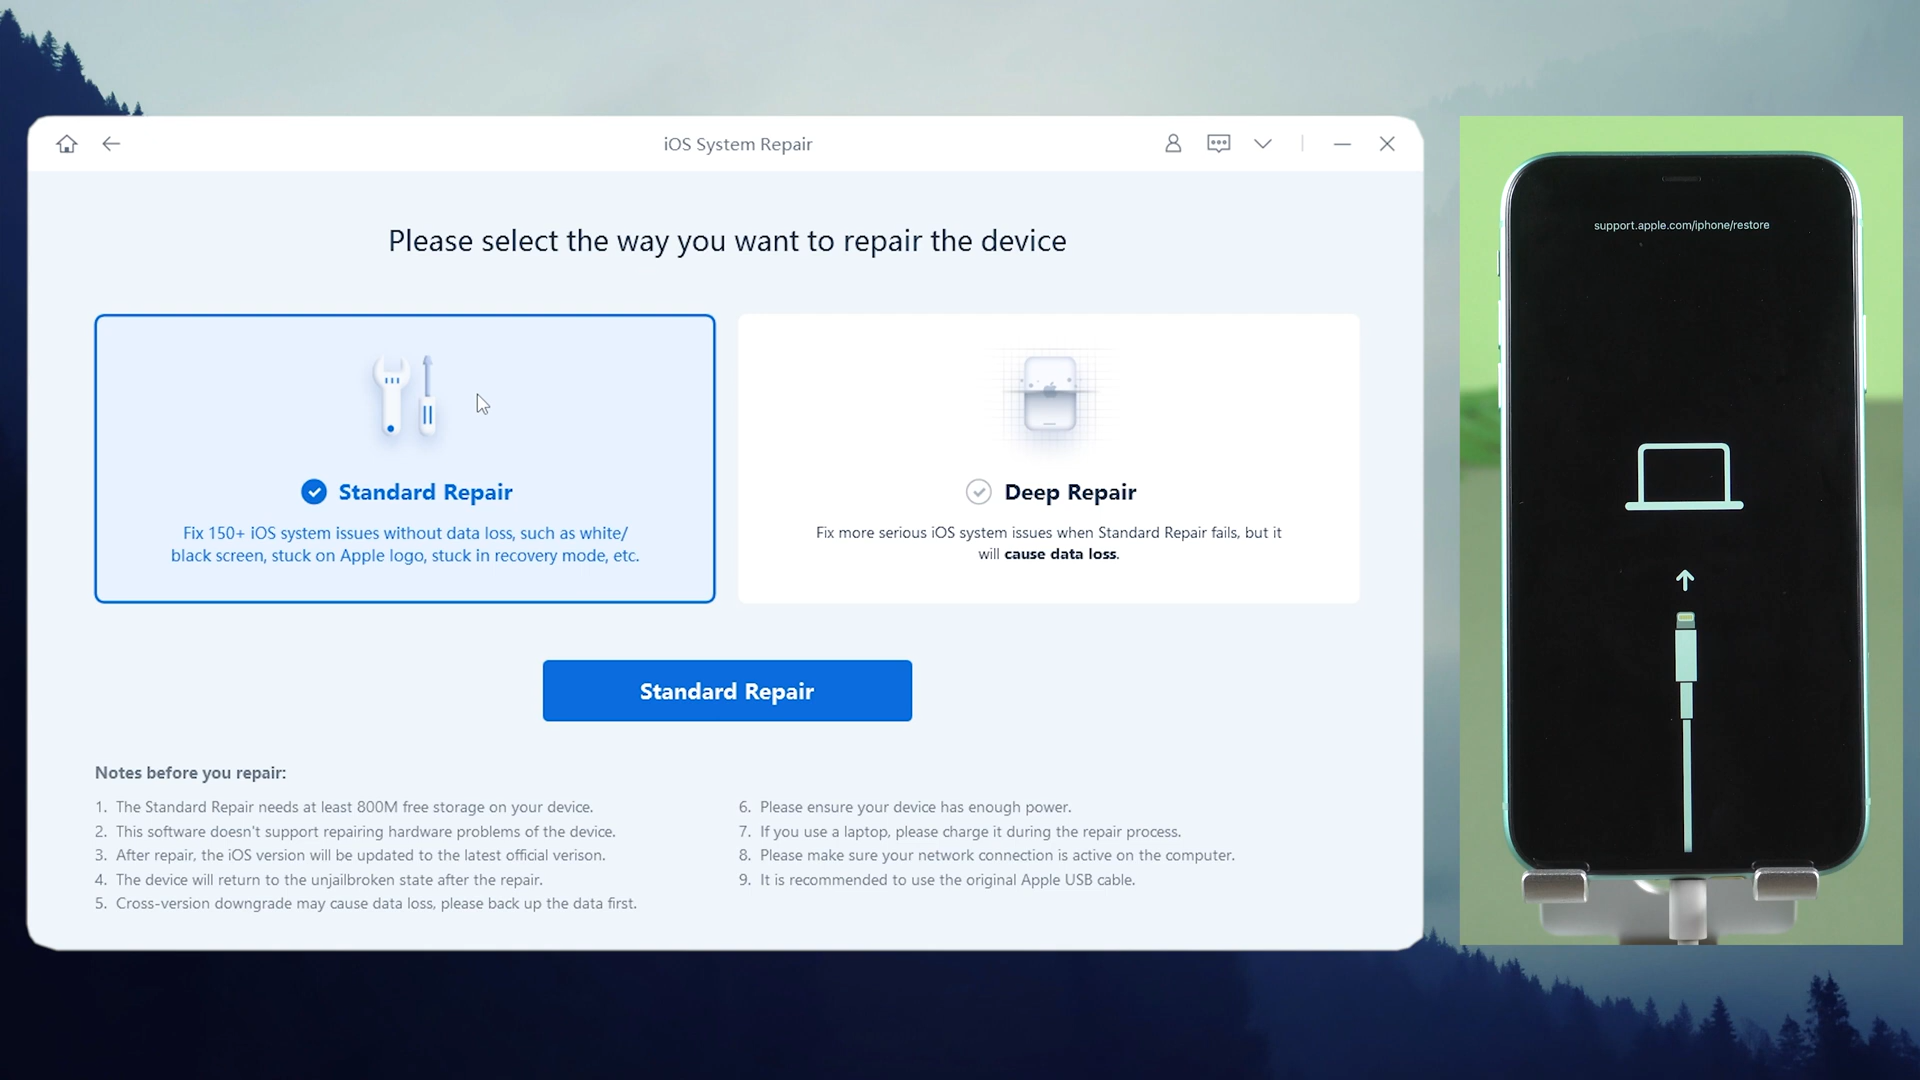 iOS System Repair
Please select the way you want to repair the device
Standard Repair
Fix 150+ iOS system issues without data loss, such as white/
black screen, stuck on Apple logo, stuck in recovery mode, etc.
Deep Repair
Fix more serious iOS system issues when Standard Repair fails, but it
will cause data loss.
Standard Repair
Notes before you repair:
1. The Standard Repair needs at least 800M free storage on your device.
2. This software doesn't support repairing hardware problems of the device.
3. After repair, the iOS version will be updated to the latest official verison.
4. The device will return to the unjailbroken state after the repair.
5. Cross-version downgrade may cause data loss, please back up the data first.
6. Please ensure your device has enough power.
7. If you use a laptop, please charge it during the repair process.
8. Please make sure your network connection is active on the computer.
9. It is recommended to use the original Apple USB cable.
support.apple.com/iphone/restore